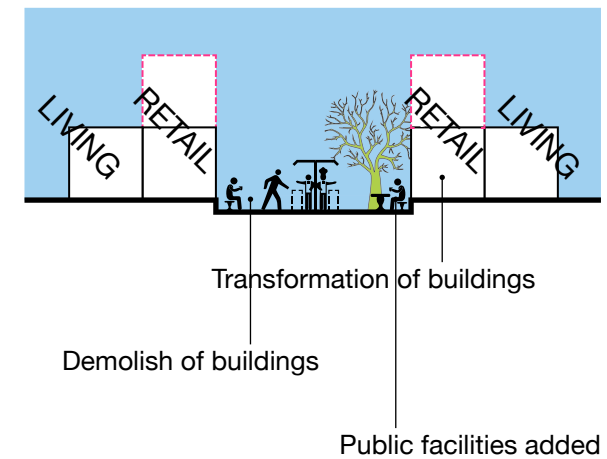 LIVING
RETAIL
RETAIL
LIVING
Transformation of buildings
Demolish of buildings
Public facilities added